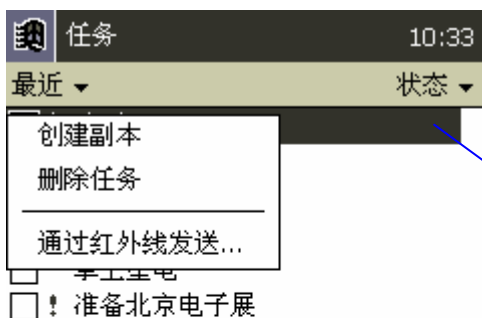 任务 10:33
最近 状态
创建副本
删除任务
通过红外线发送...
! 准备北京电子展